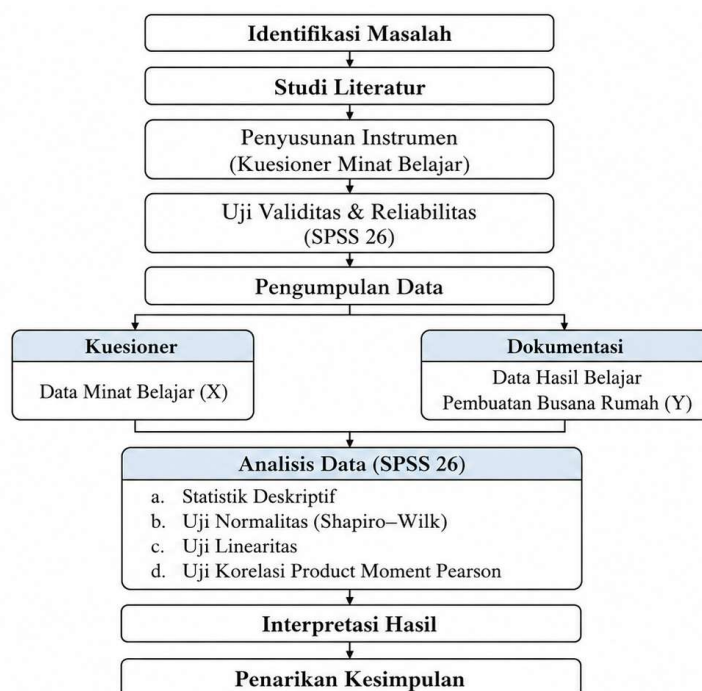 Identifikasi Masalah
Studi Literatur
Penyusunan Instrumen
(Kuesioner Minat Belajar)
Uji Validitas & Reliabilitas
(SPSS 26)
Pengumpulan Data
Kuesioner
Data Minat Belajar (X)
Dokumentasi
Data Hasil Belajar
Pembuatan Busana Rumah (Y)
Analisis Data (SPSS 26)
a. Statistik Deskriptif
b. Uji Normalitas (Shapiro–Wilk)
c. Uji Linearitas
d. Uji Korelasi Product Moment Pearson
Interpretasi Hasil
Penarikan Kesimpulan